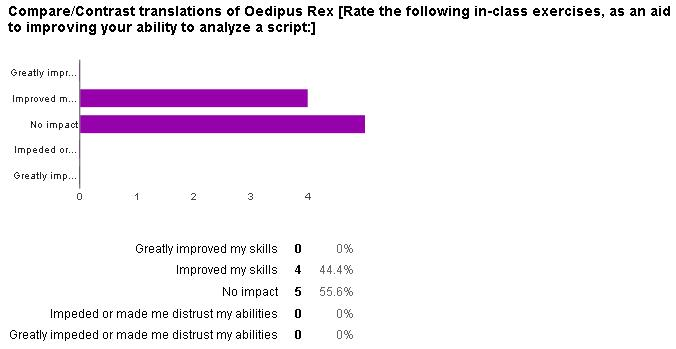 Compare/Contrast translations of Oedipus Rex [Rate the following in-class exercises, as an aid
to improving your ability to analyze a script:]
Greatly impr...
Improved m...
No impact
Impeded or...
Greatly imp...
0 1 2 3 4
Greatly improved my skills 0 0%
Improved my skills 4 44.4%
No impact 5 55.6%
Impeded or made me distrust my abilities 0 0%
Greatly impeded or made me distrust my abilities 0 0%